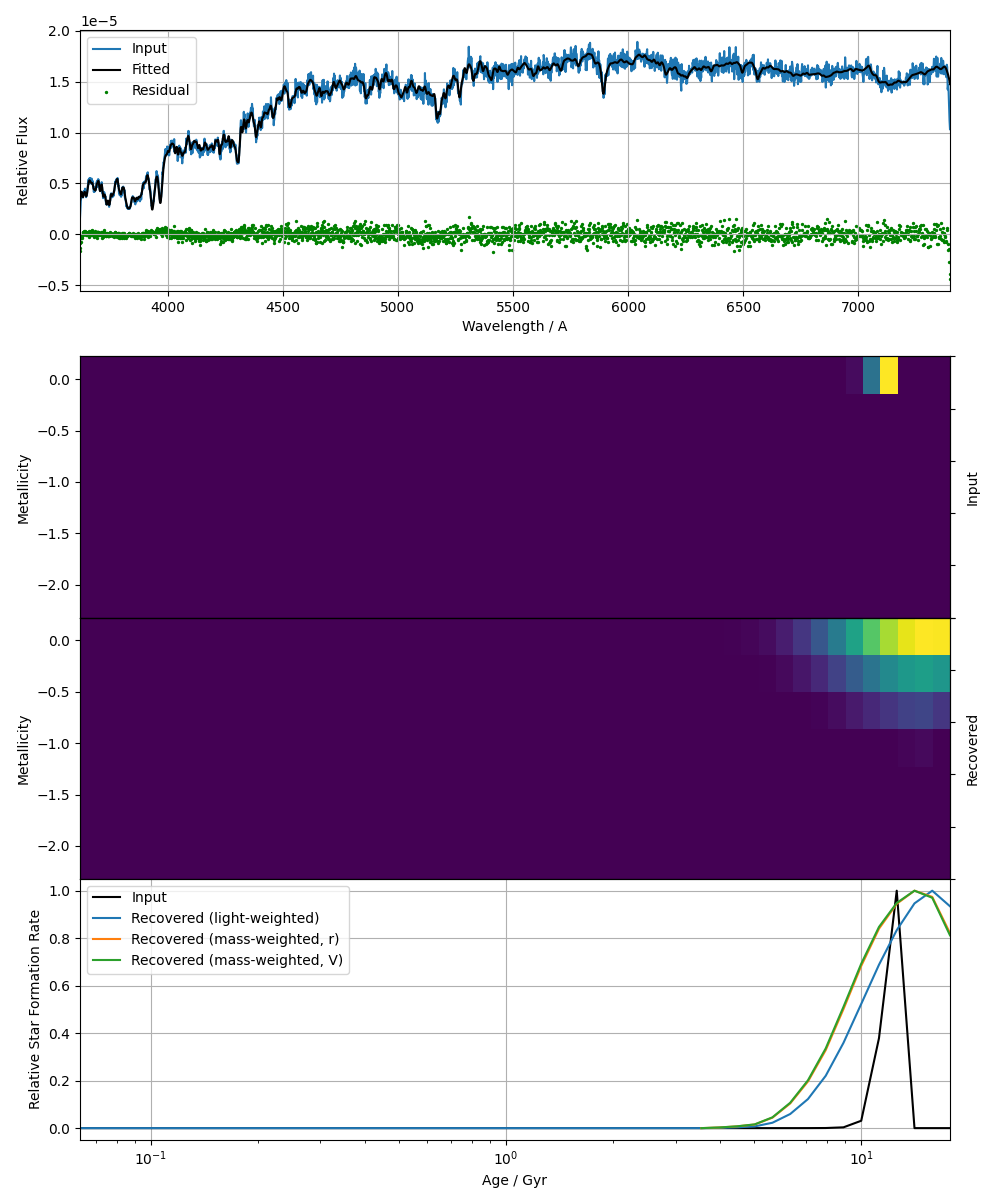 1e−5
2.0
1.5
1.0
0.5
0.0
−0.5
Relative Flux
Input
Fitted
Residual
4000
4500
5000
5500
6000
6500
7000
Wavelength / A
0.0
−0.5
−1.0
−1.5
−2.0
Metallicity
Input
0.0
−0.5
−1.0
−1.5
−2.0
Metallicity
Recovered
1.0
0.8
0.6
0.4
0.2
0.0
Relative Star Formation Rate
Input
Recovered (light-weighted)
Recovered (mass-weighted, r)
Recovered (mass-weighted, V)
10⁻¹
10⁰
10¹
Age / Gyr